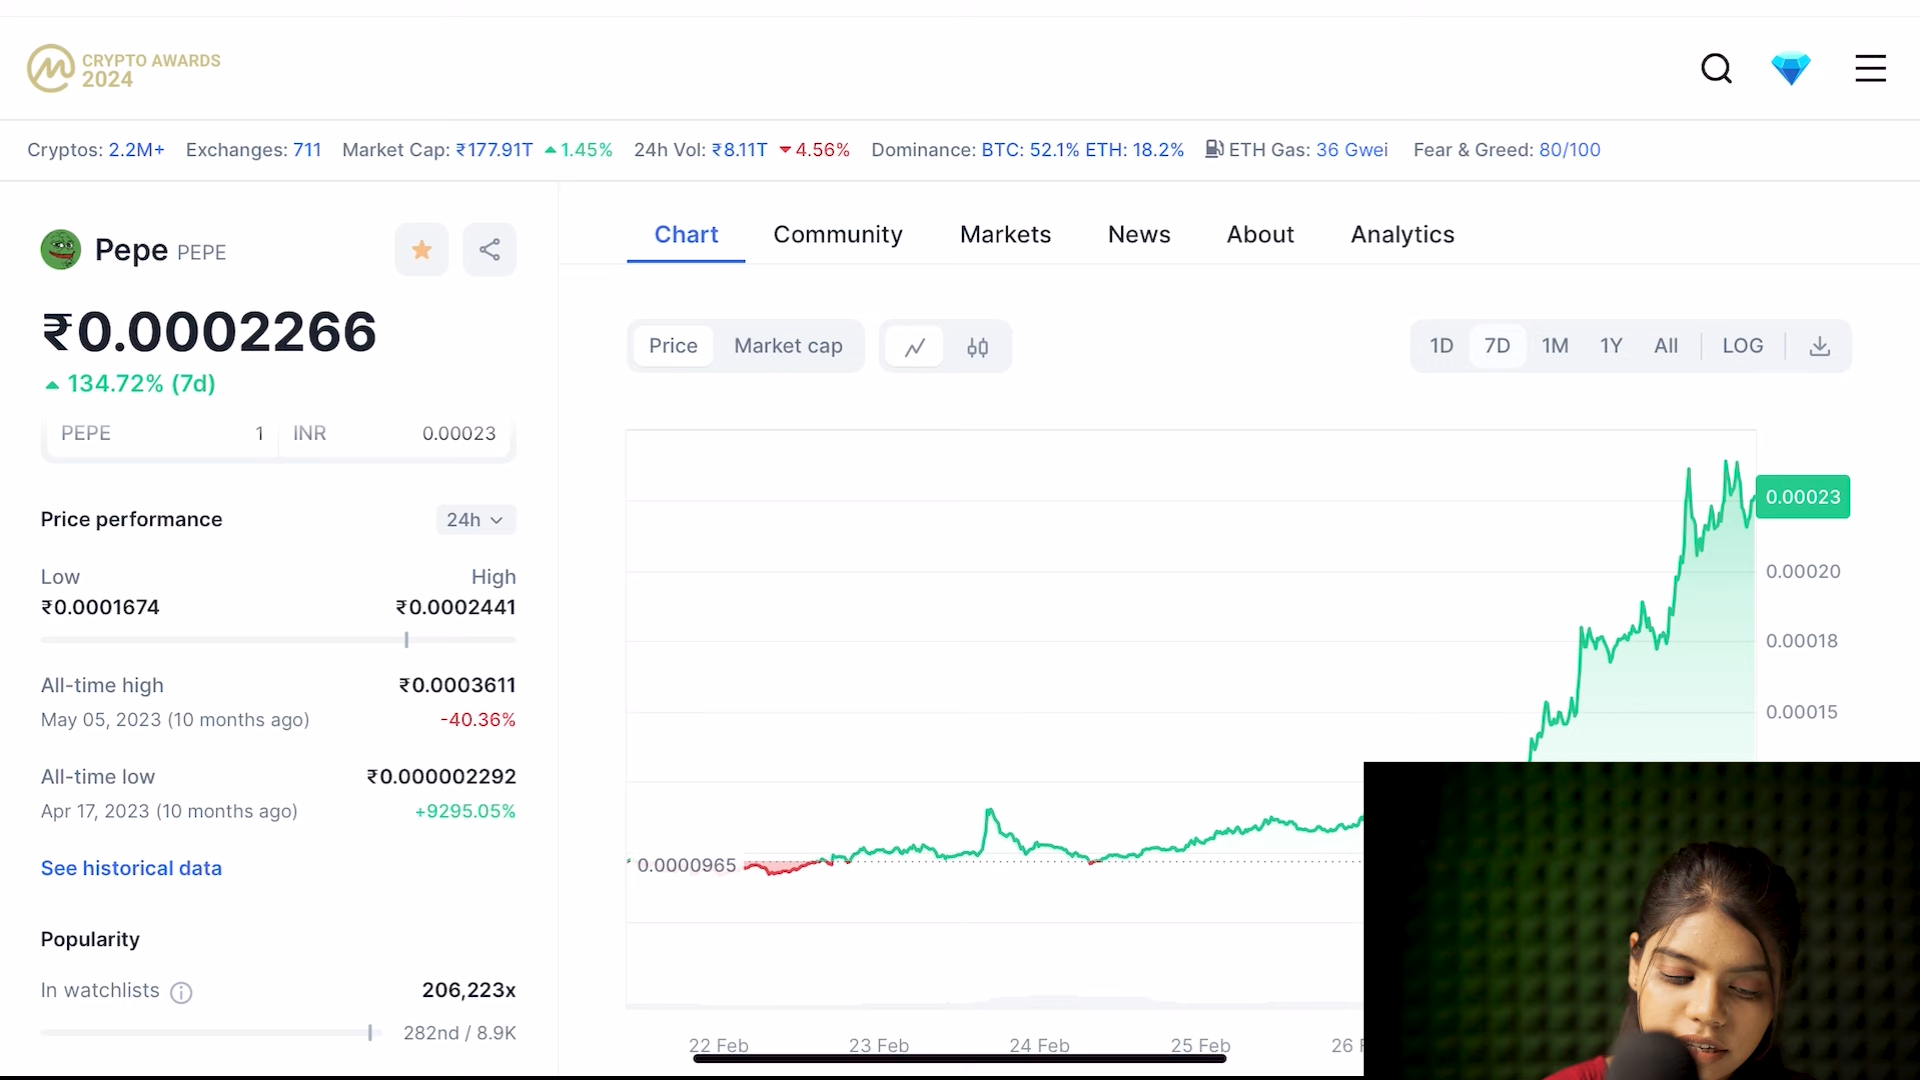 CRYPTO AWARDS
2024
Cryptos: 2.2M+ Exchanges: 711 Market Cap: ₹177.91T 1.45% 24h Vol: ₹8.11T 4.56% Dominance: BTC: 52.1% ETH: 18.2% ETH Gas: 36 Gwei Fear & Greed: 80/100
Pepe PEPE
₹0.0002266
134.72% (7d)
PEPE 1 INR 0.00023
Price performance 24h
Low High
₹0.0001674 ₹0.0002441
All-time high ₹0.0003611
May 05, 2023 (10 months ago) -40.36%
All-time low ₹0.000002292
Apr 17, 2023 (10 months ago) +9295.05%
See historical data
Popularity
In watchlists 206,223x
282nd / 8.9K
Chart Community Markets News About Analytics
Price Market cap 1D 7D 1M 1Y All LOG
0.00023
0.00020
0.00018
0.00015
0.0000965
22 Feb 23 Feb 24 Feb 25 Feb 26